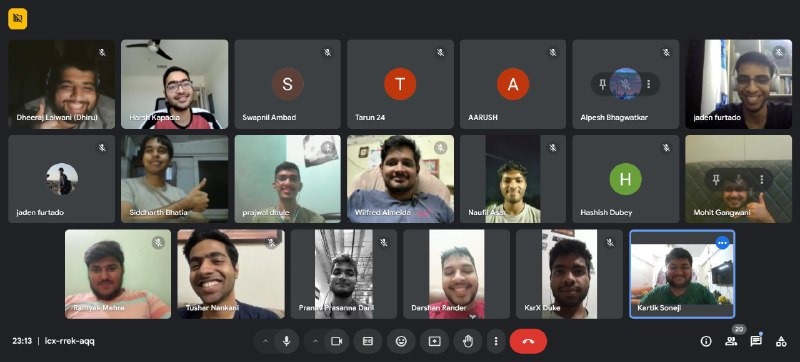 S
T
A
Dheeraj Lalwani (Dhiru)
Harsh Kapadia
Swapnil Ambad
Tarun 24
AARUSH
Alpesh Bhagwatkar
jaden furtado
H
jaden furtado
Siddharth Bhatia
prajwal dhule
Wilfred Almeida
Naufil Asar
Hashish Dubey
Mohit Gangwani
Ramyak Mehra
Tushar Nankani
Pranav Prasanna Dani
Darshan Rander
KsrX Duke
Kartik Soneji
23:13 | icx-rrek-aqq
20